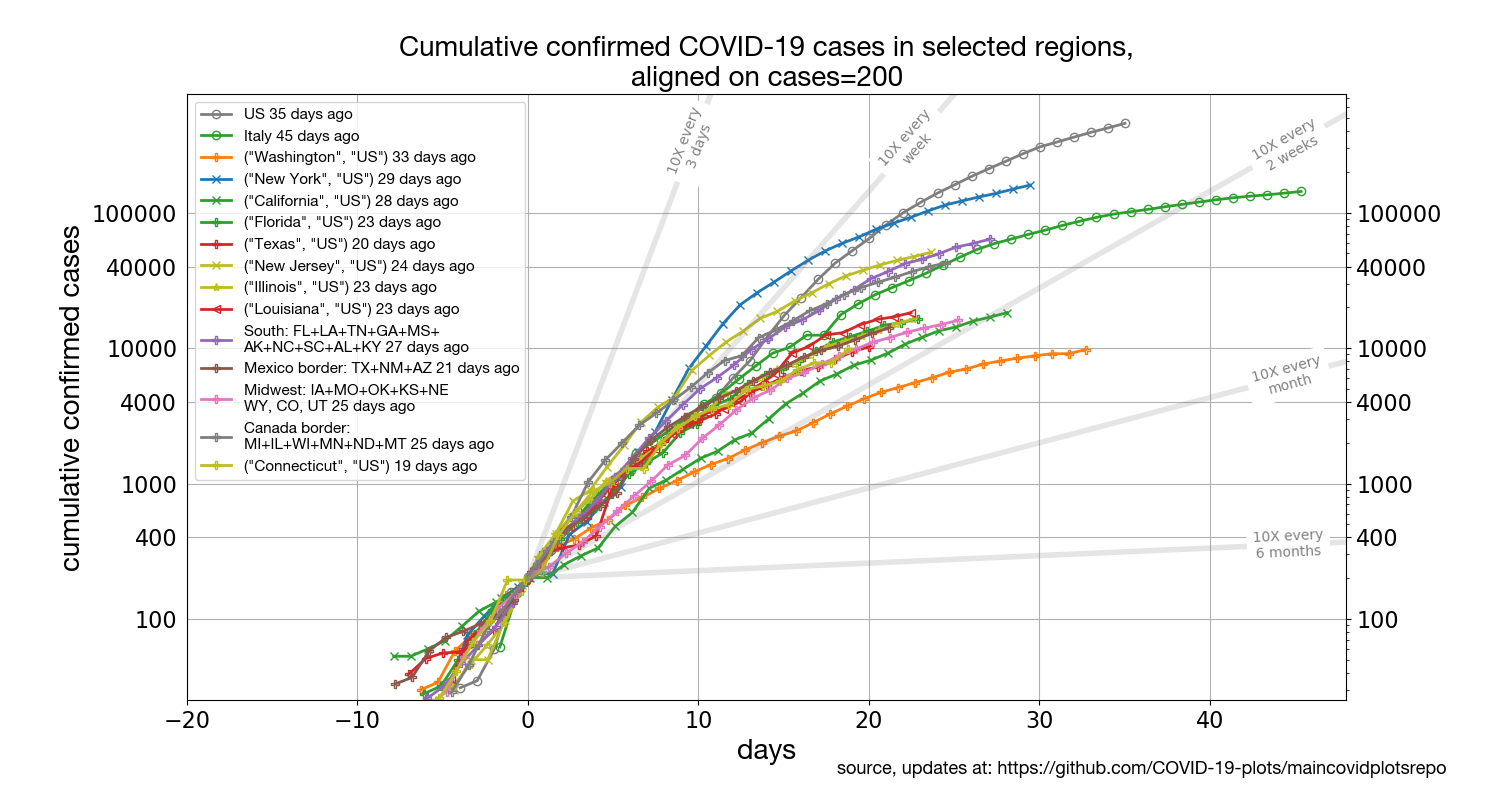 Cumulative confirmed COVID-19 cases in selected regions,
aligned on cases=200
US 35 days ago
Italy 45 days ago
("Washington", "US") 33 days ago
("New York", "US") 29 days ago
("California", "US") 28 days ago
("Florida", "US") 23 days ago
("Texas", "US") 20 days ago
("New Jersey", "US") 24 days ago
("Illinois", "US") 23 days ago
("Louisiana", "US") 23 days ago
South: FL+LA+TN+GA+MS+
AK+NC+SC+AL+KY 27 days ago
Mexico border: TX+NM+AZ 21 days ago
Midwest: IA+MO+OK+KS+NE
WY, CO, UT 25 days ago
Canada border:
MI+IL+WI+MN+ND+MT 25 days ago
("Connecticut", "US") 19 days ago
10X every
3 days
10X every
week
10X every
2 weeks
10X every
month
10X every
6 months
cumulative confirmed cases
100000
40000
10000
4000
1000
400
100
100000
40000
10000
4000
1000
400
100
−20
−10
0
10
20
30
40
days
source, updates at: https://github.com/COVID-19-plots/maincovidplotsrepo